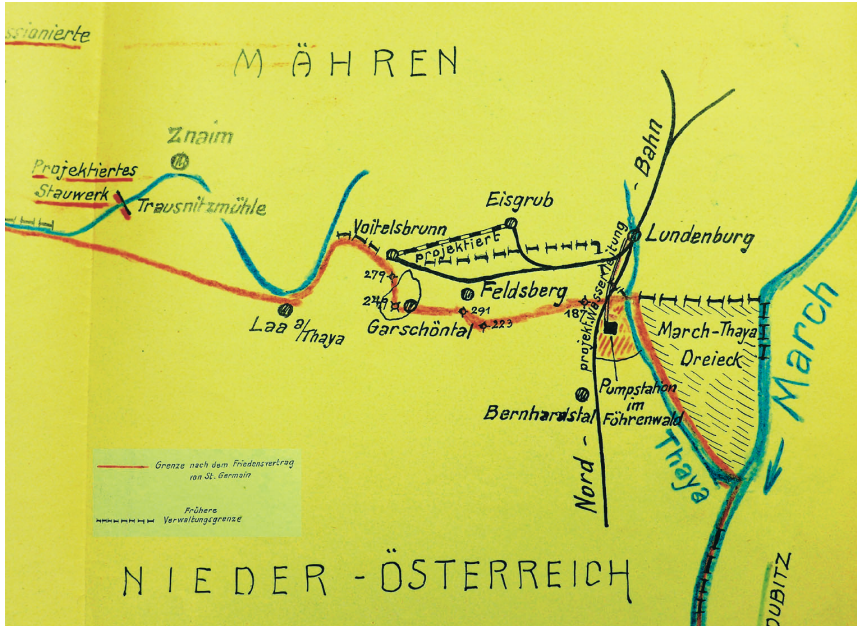 ssionierte
MÄHREN
Znaim
Projektiertes
Stauwerk
Trausnitzmühle
Voitelsbrunn
Eisgrub
projektiert
Nord - Bahn
Lundenburg
projekt. Wasserleitung
279
Feldsberg
Laa a/Thaya
Garschöntal
291
223
187
March-Thaya
Dreieck
March
Pumpstation
im
Föhrenwald
Bernhardstal
Thaya
Grenze nach dem Friedensvertrag
von St. Germain
Frühere
Verwaltungsgrenze
NIEDER - ÖSTERREICH
DUBITZ